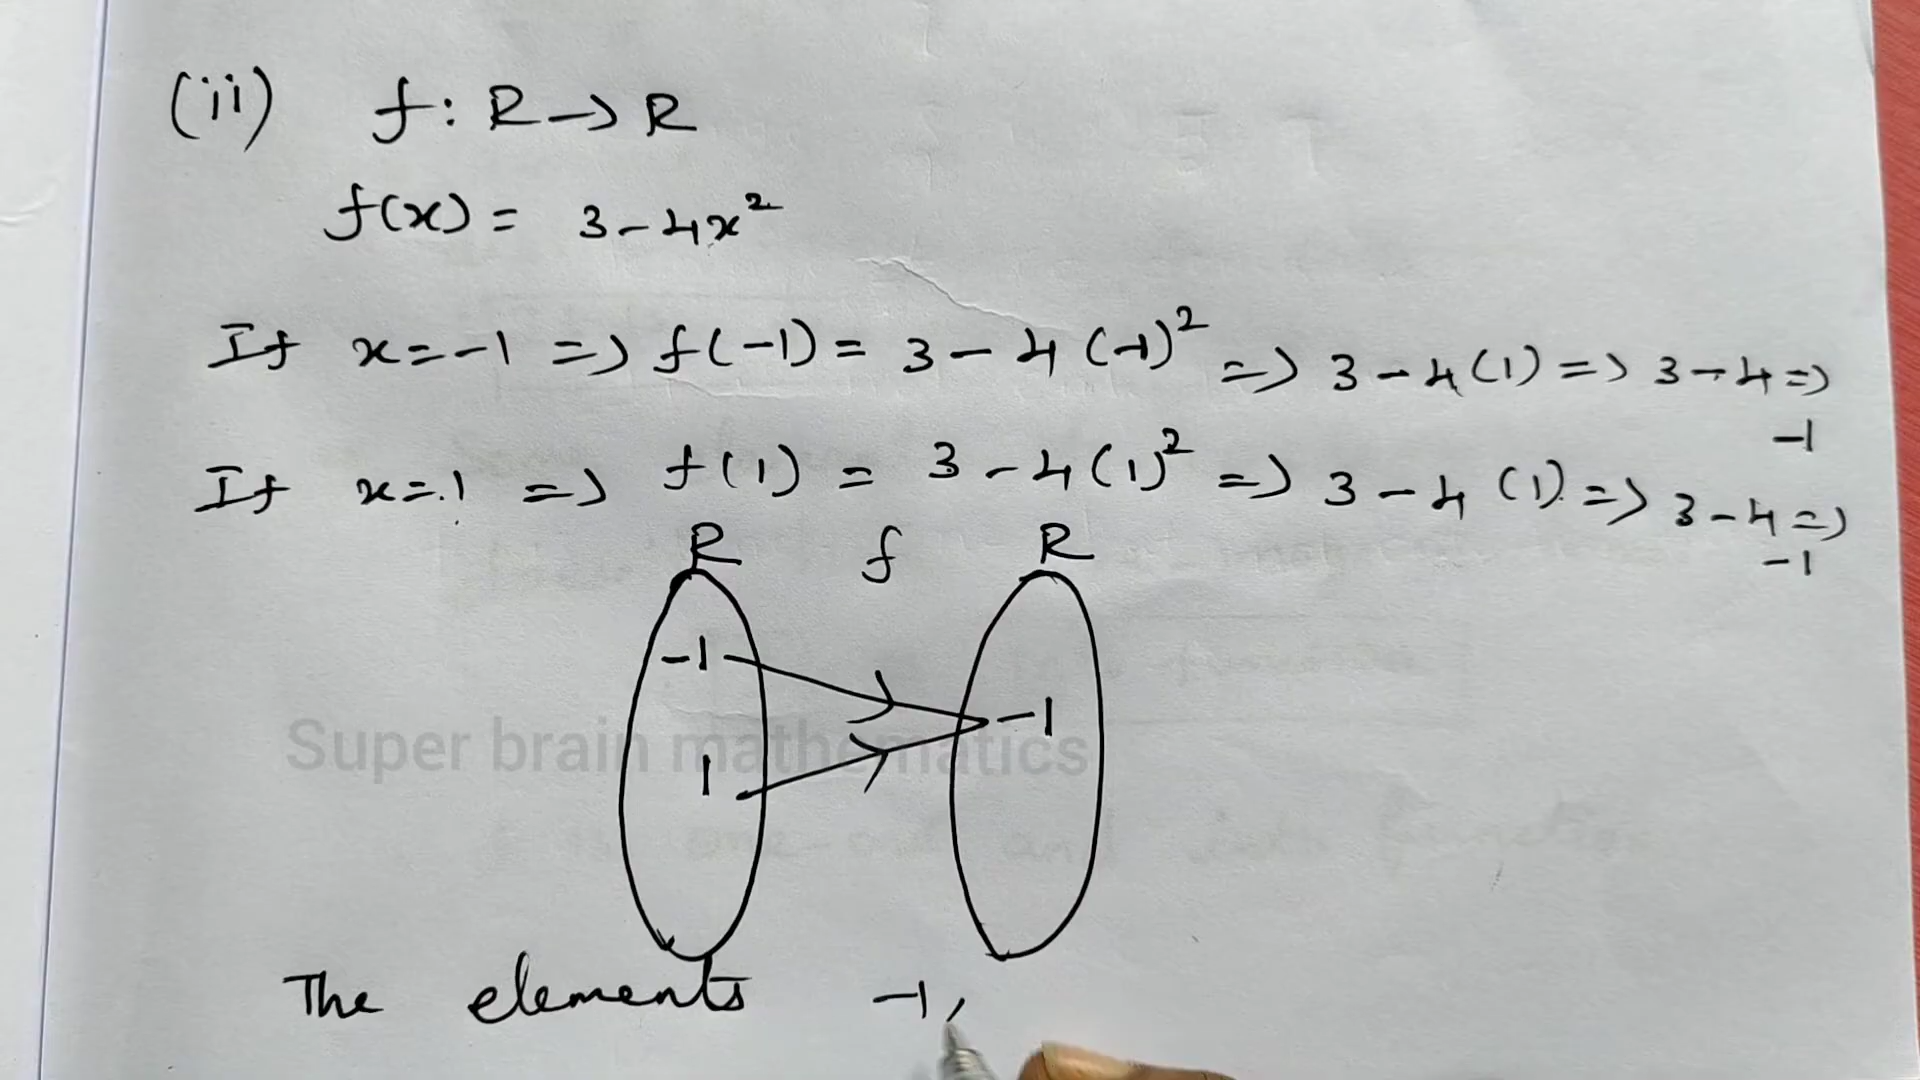 (ii) f: R → R
f(x) = 3 - 4x²
If x = -1 => f(-1) = 3 - 4(-1)² => 3 - 4(1) => 3 - 4 =>
-1
If x = 1 => f(1) = 3 - 4(1)² => 3 - 4(1) => 3 - 4 =>
-1
R f R
-1
-1
1
Super brain mathematics
The elements -1,